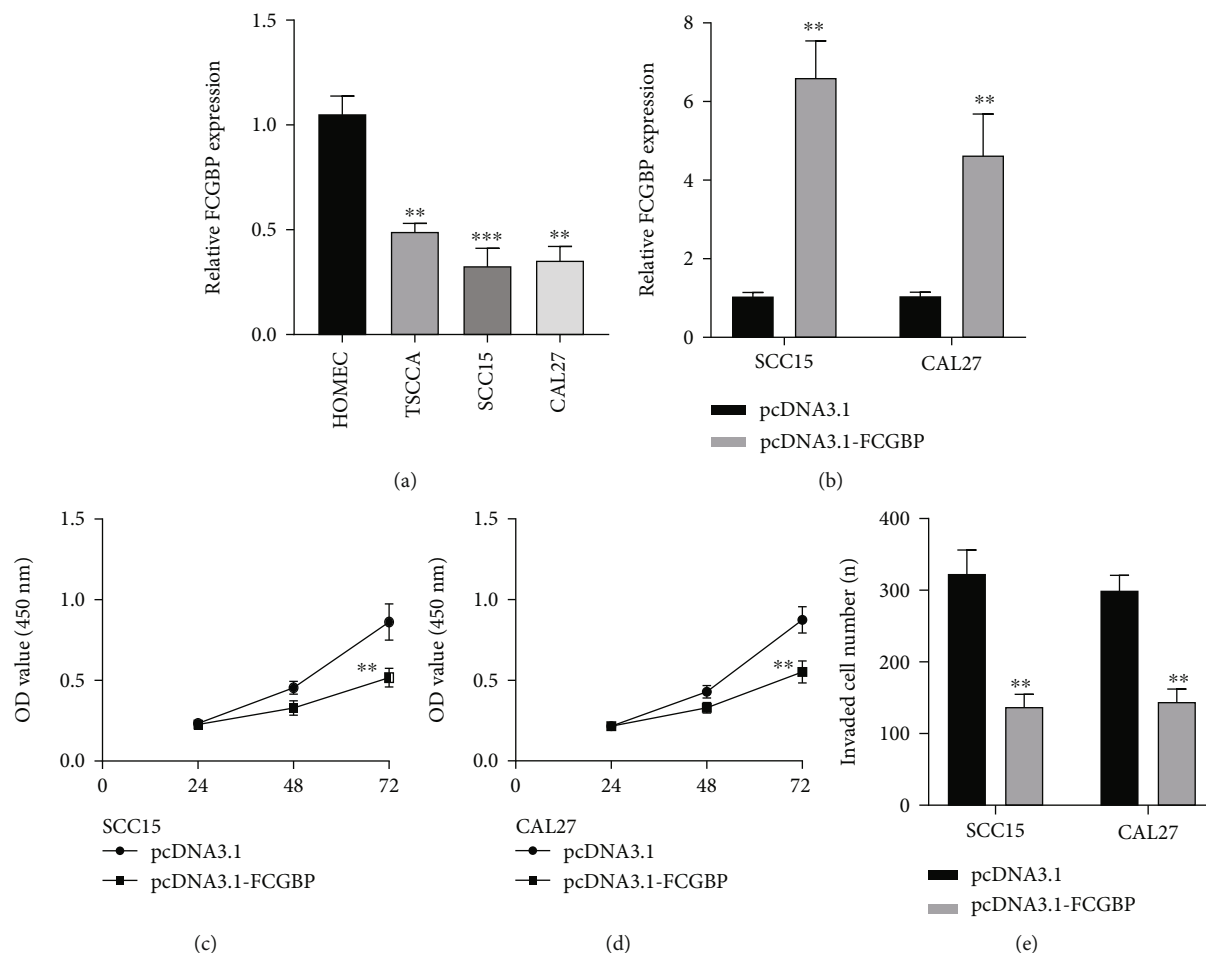 1.5
1.0
0.5
0.0
Relative FCGBP expression
**
***
**
HOMEC
TSCCA
SCC15
CAL27
(a)
8
6
4
2
0
Relative FCGBP expression
**
**
SCC15
CAL27
pcDNA3.1
pcDNA3.1-FCGBP
(b)
1.5
1.0
0.5
0.0
OD value (450 nm)
**
0
24
48
72
SCC15
pcDNA3.1
pcDNA3.1-FCGBP
(c)
1.5
1.0
0.5
0.0
OD value (450 nm)
**
0
24
48
72
CAL27
pcDNA3.1
pcDNA3.1-FCGBP
(d)
400
300
200
100
0
Invaded cell number (n)
**
**
SCC15
CAL27
pcDNA3.1
pcDNA3.1-FCGBP
(e)